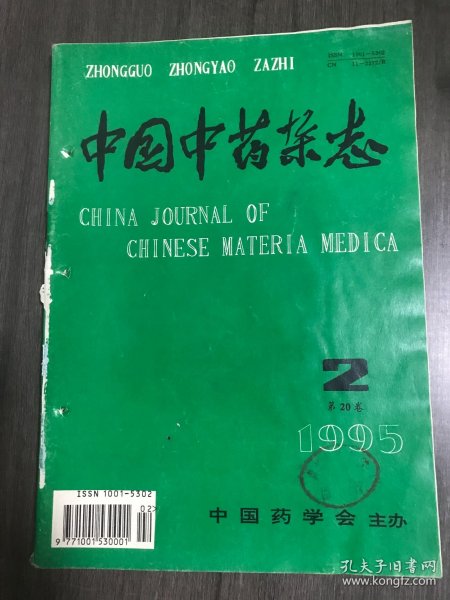 ISSN 1001-5302
CN 11-2272/R
ZHONGGUO ZHONGYAO ZAZHI
中国中药杂志
CHINA JOURNAL OF
CHINESE MATERIA MEDICA
2
第20卷
1995
ISSN 1001-5302
02>
9 771001 530001
中国药学会 主办
孔夫子旧书网
www.kongfz.com